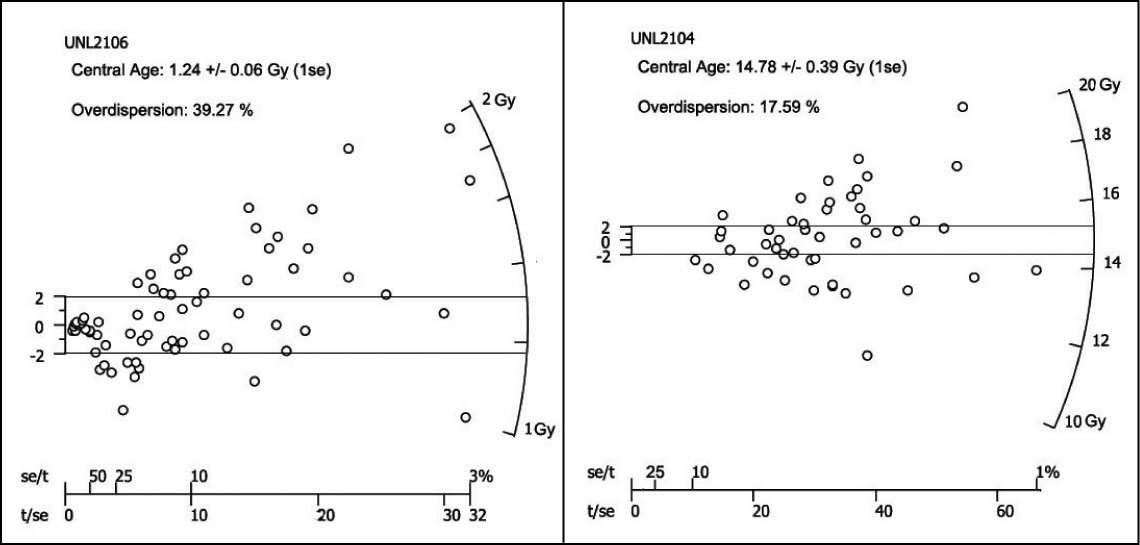 UNL2106
Central Age: 1.24 +/- 0.06 Gy (1se)
Overdispersion: 39.27 %
2 Gy
2
0
-2
1Gy
se/t 50 25 10 3%
t/se 0 10 20 30 32
UNL2104
Central Age: 14.78 +/- 0.39 Gy (1se)
Overdispersion: 17.59 %
20 Gy
18
16
2
0
-2
14
12
10 Gy
se/t 25 10 1%
t/se 0 20 40 60